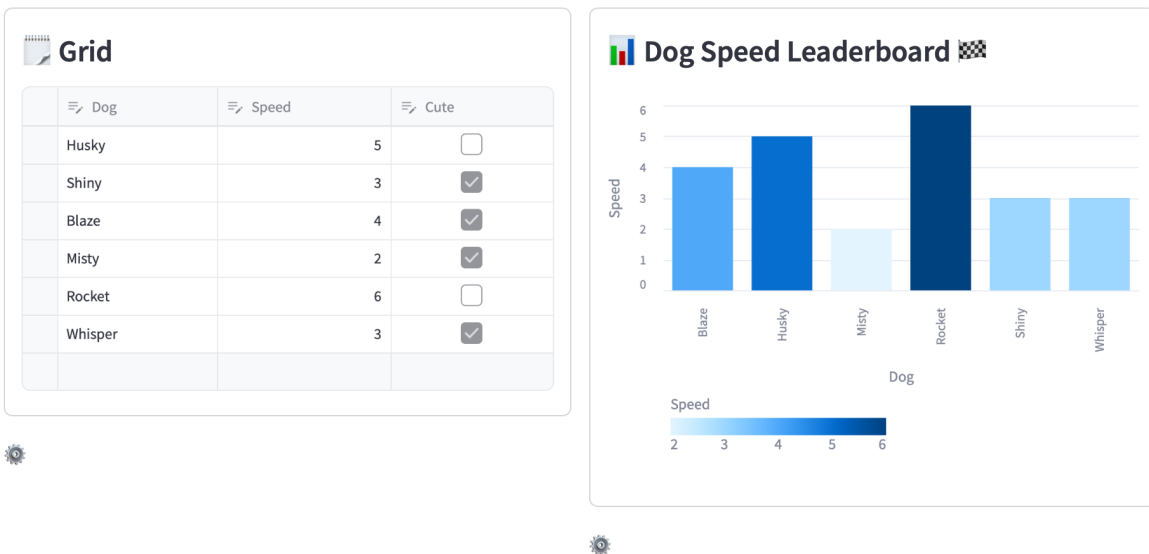 Grid
Dog Speed Cute
Husky 5
Shiny 3
Blaze 4
Misty 2
Rocket 6
Whisper 3
Dog Speed Leaderboard
6
5
4
3
2
1
0
Speed
Blaze Husky Misty Rocket Shiny Whisper
Dog
Speed
2 3 4 5 6